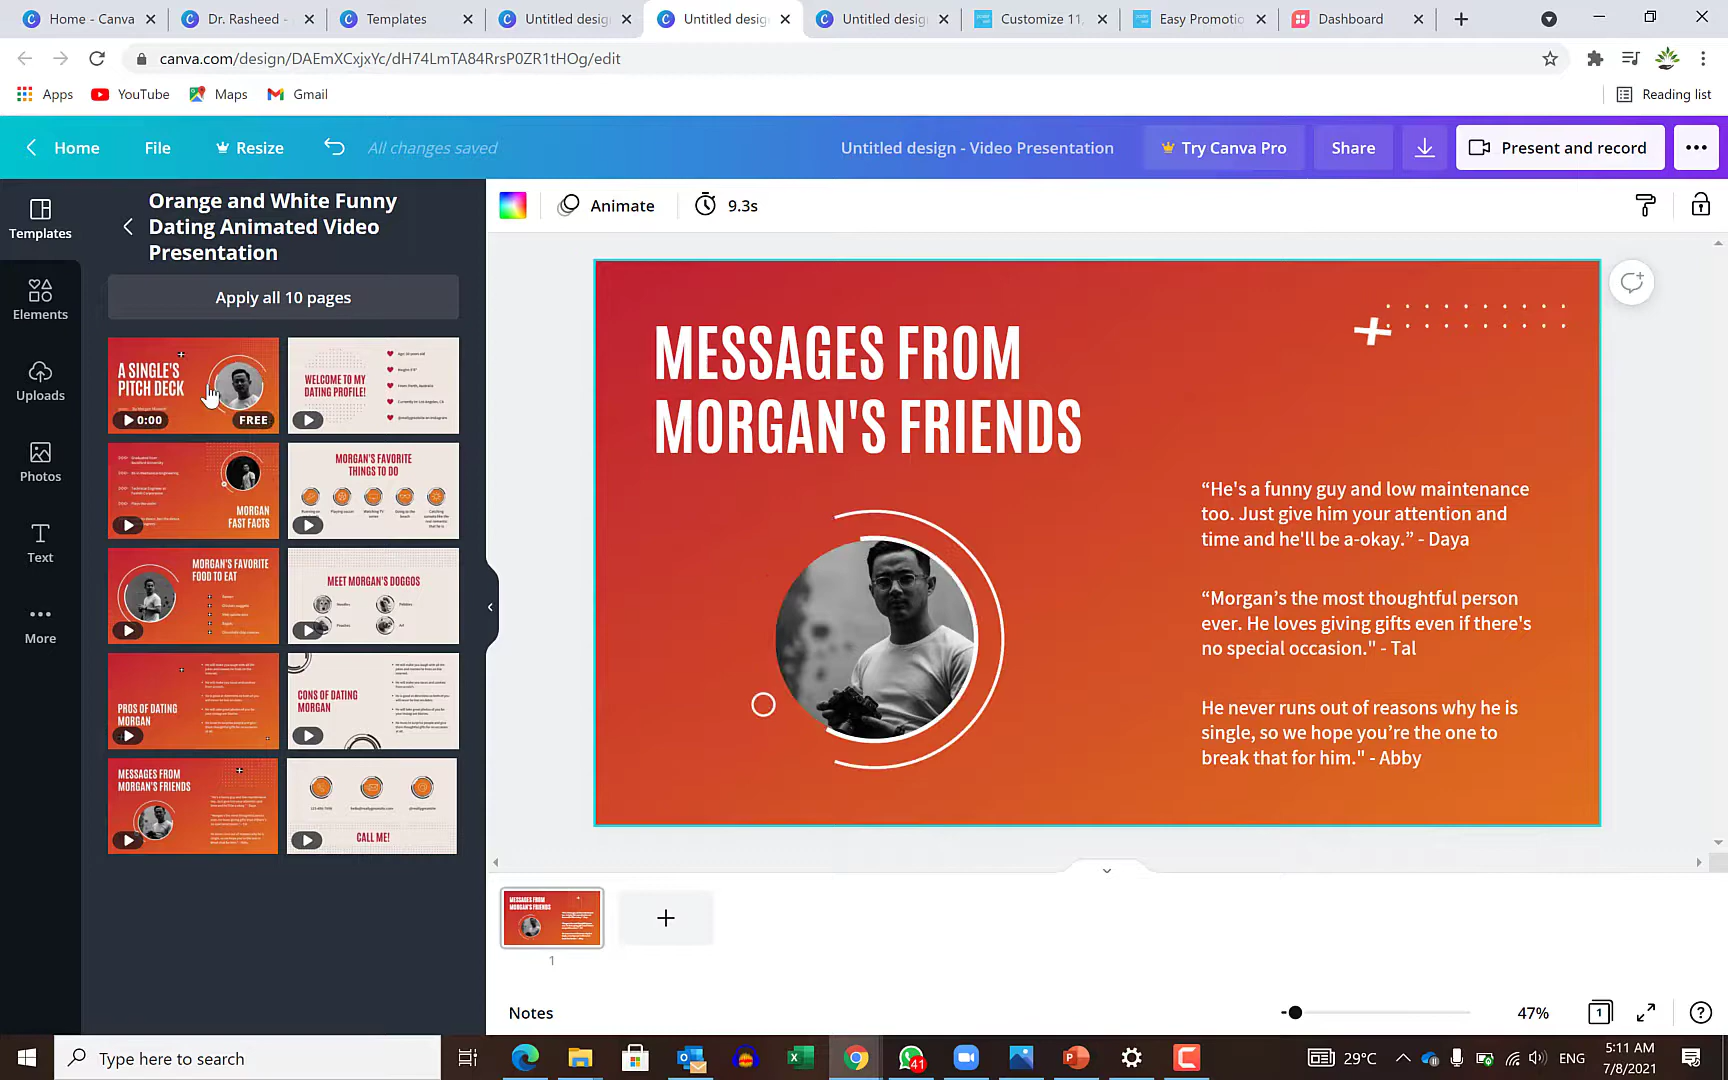 Home - Canva
Dr. Rasheed -
Templates
Untitled desig
Untitled desig
Untitled desig
Customize 11,
Easy Promotio
Dashboard
canva.com/design/DAEmXCxjxYc/dH74LmTA84RrsP0ZR1tHOg/edit
Apps
YouTube
Maps
Gmail
Reading list
Home
File
Resize
All changes saved
Untitled design - Video Presentation
Try Canva Pro
Share
Present and record
Templates
Elements
Uploads
Photos
Text
More
Orange and White Funny
Dating Animated Video
Presentation
Apply all 10 pages
A SINGLE'S
PITCH DECK
0:00
FREE
WELCOME TO MY
DATING PROFILE!
MORGAN
FAST FACTS
MORGAN'S FAVORITE
THINGS TO DO
MORGAN'S FAVORITE
FOOD TO EAT
MEET MORGAN'S DOGGOS
PROS OF DATING
MORGAN
CONS OF DATING
MORGAN
MESSAGES FROM
MORGAN'S FRIENDS
CALL ME!
Animate
9.3s
MESSAGES FROM
MORGAN'S FRIENDS
“He's a funny guy and low maintenance
too. Just give him your attention and
time and he'll be a-okay.” - Daya
“Morgan’s the most thoughtful person
ever. He loves giving gifts even if there's
no special occasion." - Tal
He never runs out of reasons why he is
single, so we hope you’re the one to
break that for him." - Abby
MESSAGES FROM
MORGAN'S FRIENDS
1
Notes
47%
1
Type here to search
41
29°C
ENG
5:11 AM
7/8/2021